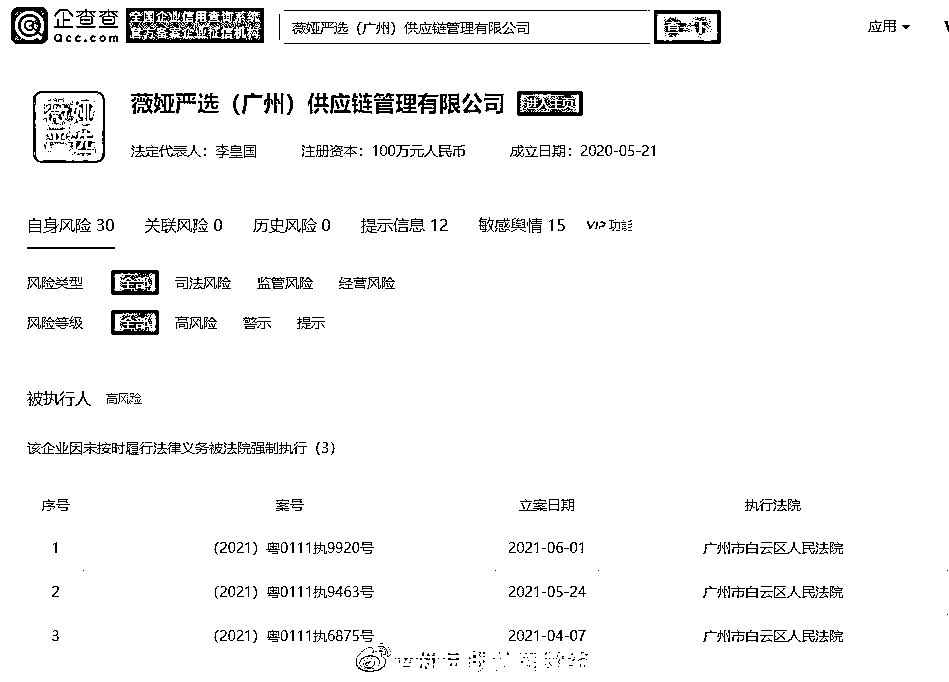 企查查
Qcc.com
全国企业信用查询系统
官方备案企业征信机构
薇娅严选（广州）供应链管理有限公司
查一下
应用
薇娅严选
薇娅严选（广州）供应链管理有限公司 进入主页
法定代表人：李皇国 注册资本：100万元人民币 成立日期：2020-05-21
自身风险 30 关联风险 0 历史风险 0 提示信息 12 敏感舆情 15 VIP 功能
风险类型 全部 司法风险 监管风险 经营风险
风险等级 全部 高风险 警示 提示
被执行人 高风险
该企业因未按时履行法律义务被法院强制执行（3）
序号 案号 立案日期 执行法院
1 （2021）粤0111执9920号 2021-06-01 广州市白云区人民法院
2 （2021）粤0111执9463号 2021-05-24 广州市白云区人民法院
3 （2021）粤0111执6875号 2021-04-07 广州市白云区人民法院